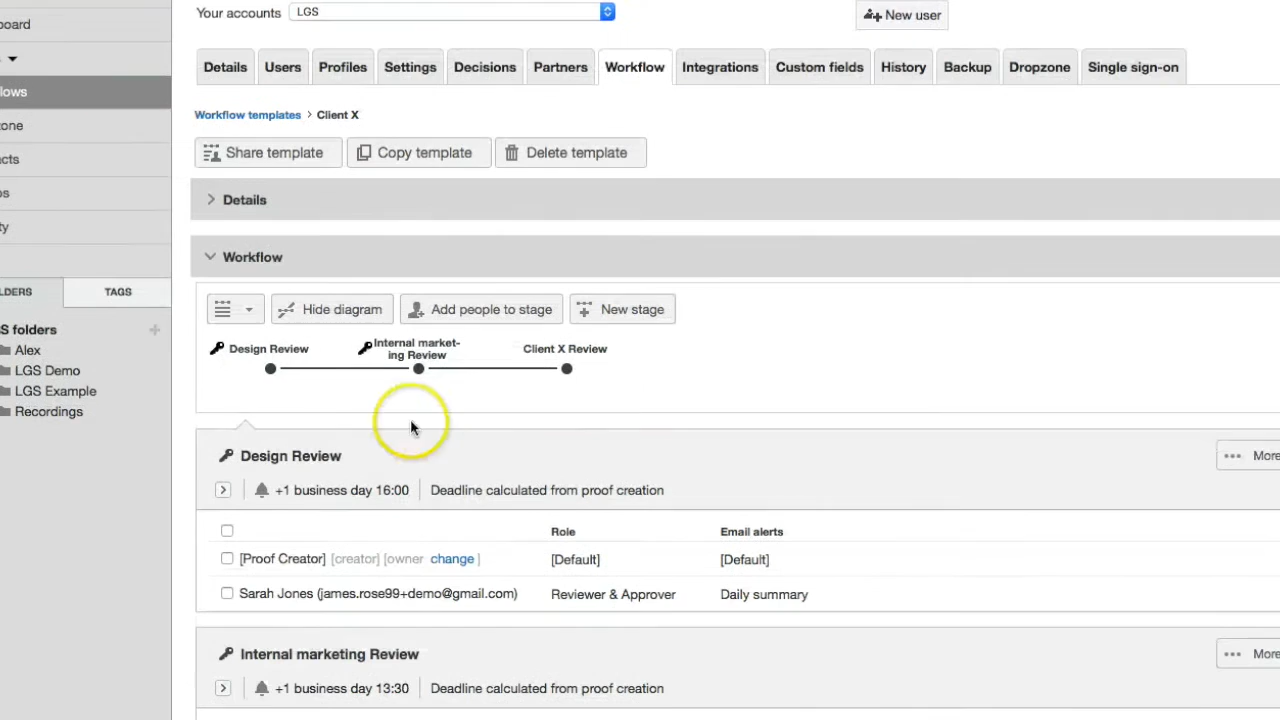 Your accounts LGS
New user
board
Details Users Profiles Settings Decisions Partners Workflow Integrations Custom fields History Backup Dropzone Single sign-on
lows
Workflow templates > Client X
zone
Share template Copy template Delete template
acts
ps
Details
ty
Workflow
LDERS TAGS
Hide diagram Add people to stage New stage
S folders
Alex
LGS Demo
LGS Example
Recordings
Design Review
Internal market-
ing Review
Client X Review
Design Review
More
+1 business day 16:00 Deadline calculated from proof creation
Role Email alerts
[Proof Creator] [creator] [owner change ] [Default] [Default]
Sarah Jones (james.rose99+demo@gmail.com) Reviewer & Approver Daily summary
Internal marketing Review
More
+1 business day 13:30 Deadline calculated from proof creation